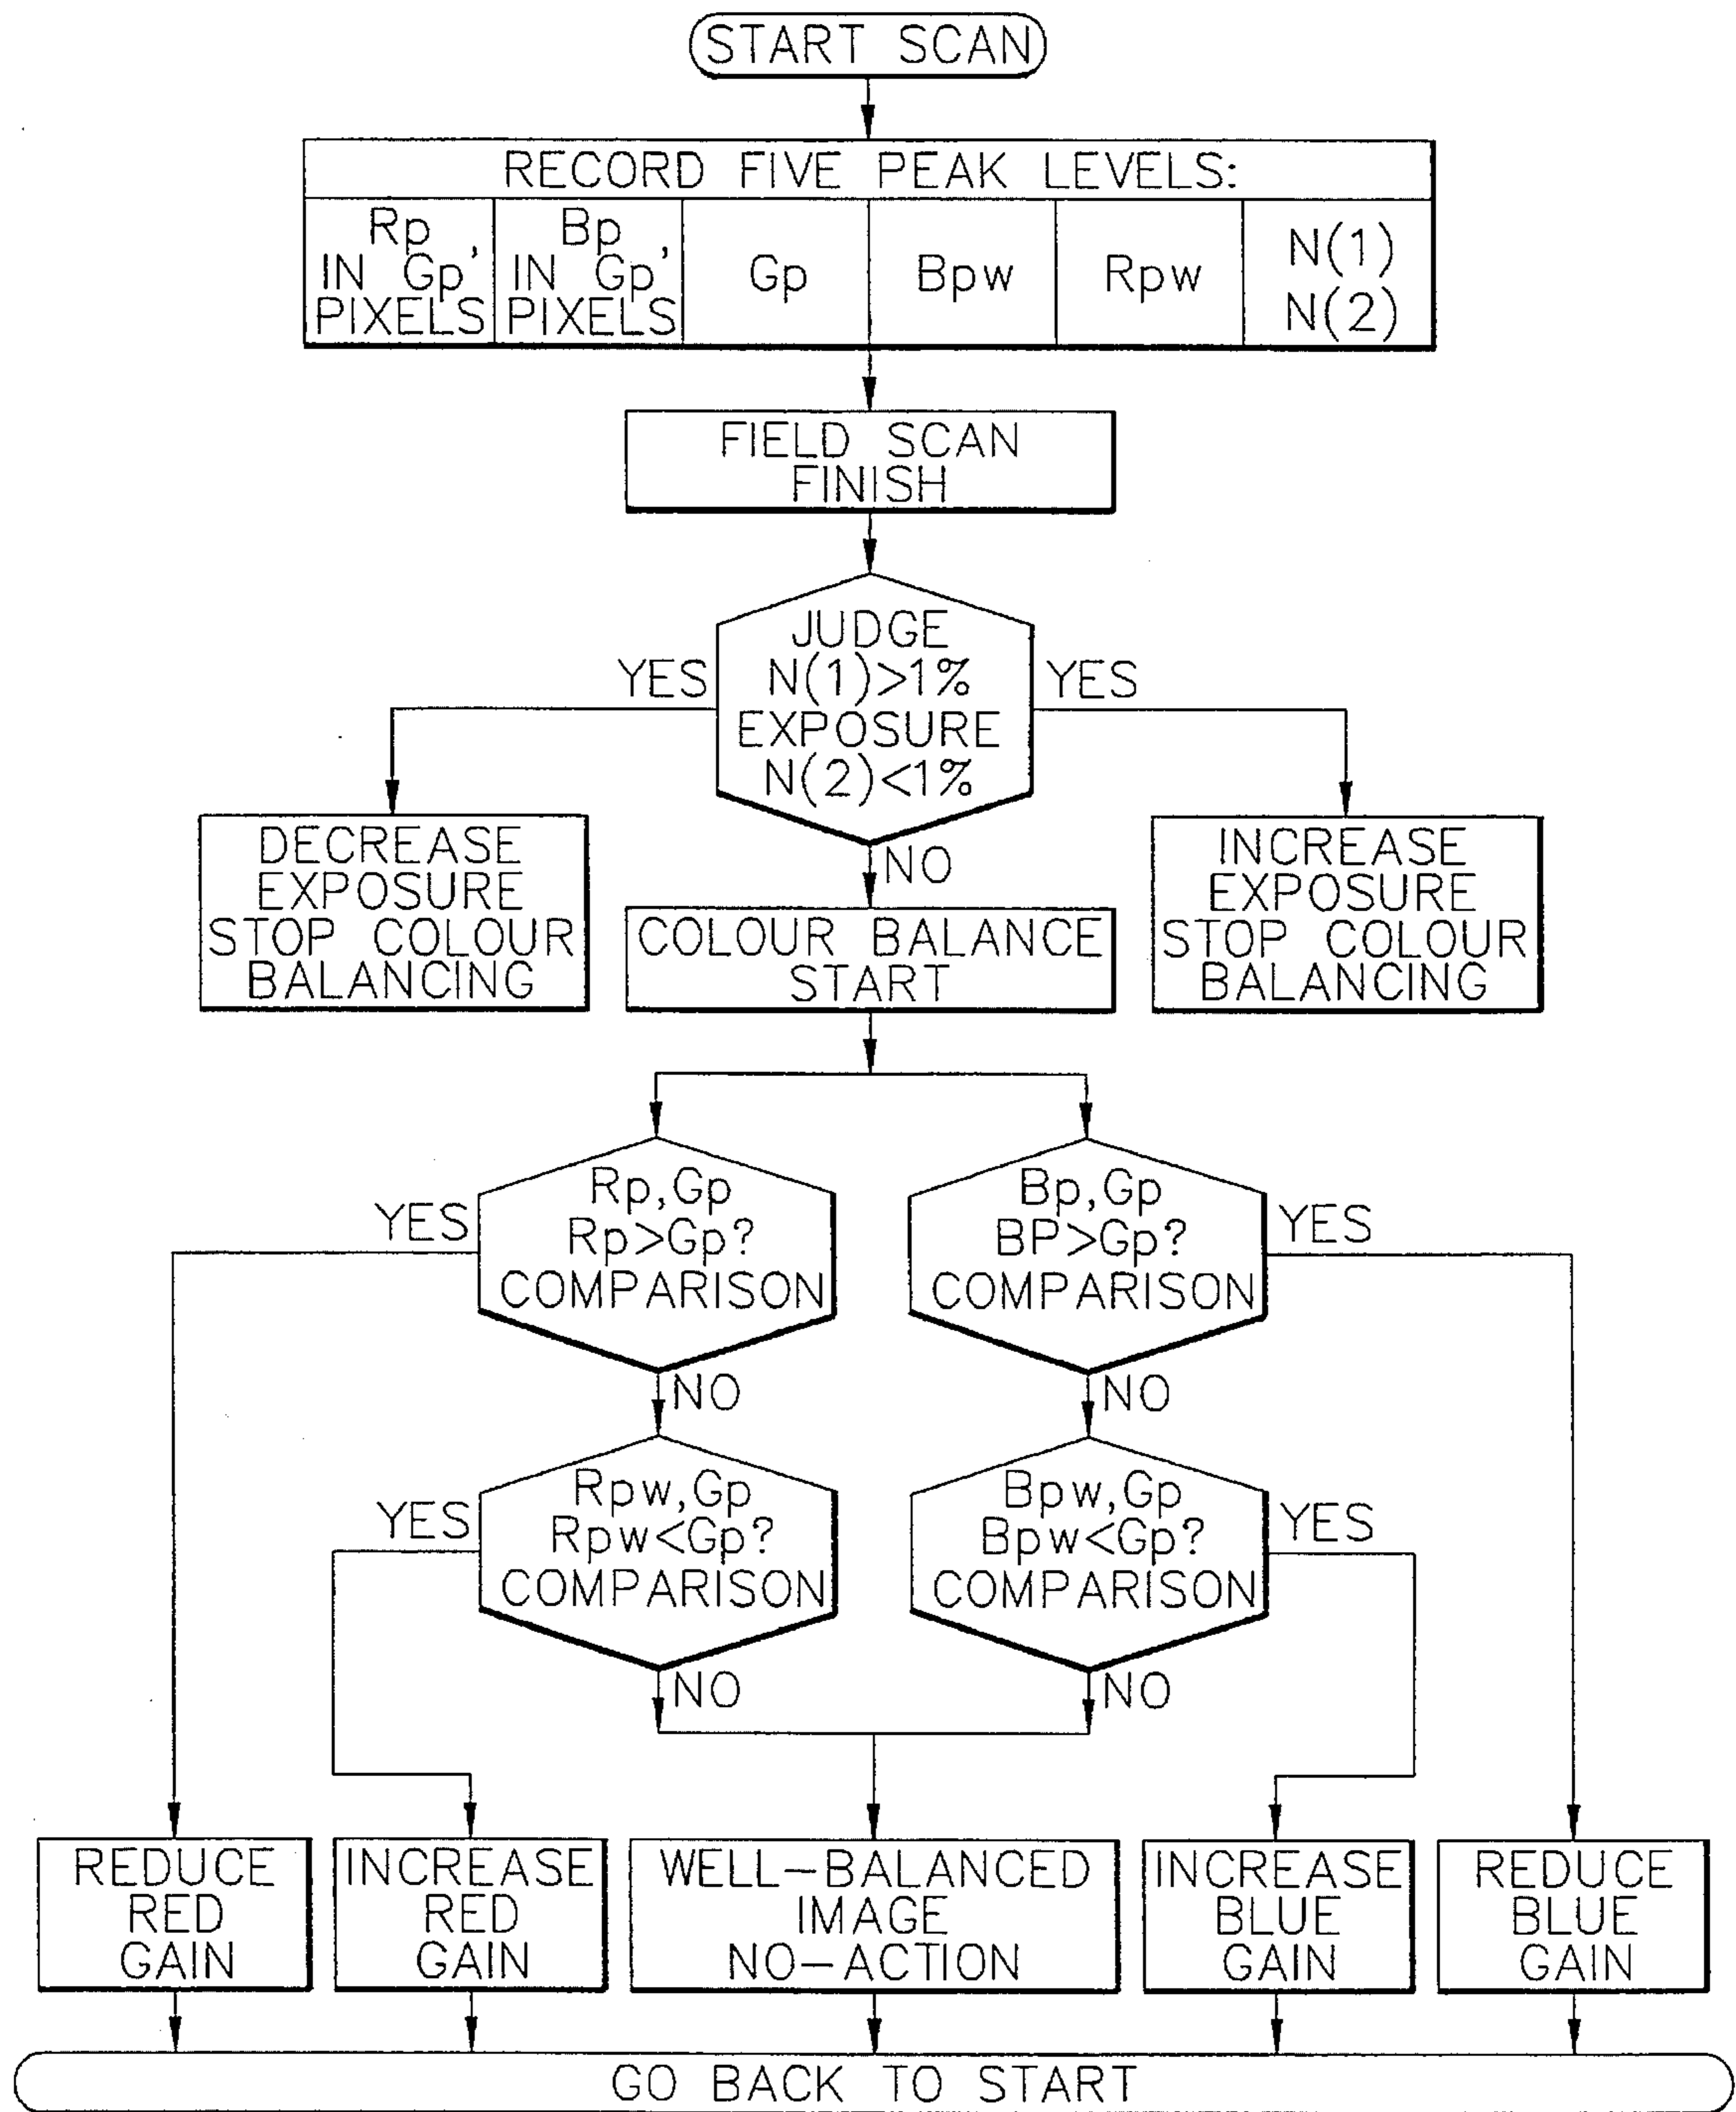 START SCAN
RECORD FIVE PEAK LEVELS:
Rp
IN Gp'
PIXELS
Bp
IN Gp'
PIXELS
Gp
Bpw
Rpw
N(1)
N(2)
FIELD SCAN
FINISH
JUDGE
N(1)>1%
EXPOSURE
N(2)<1%
YES
YES
DECREASE
EXPOSURE
STOP COLOUR
BALANCING
NO
COLOUR BALANCE
START
INCREASE
EXPOSURE
STOP COLOUR
BALANCING
YES
Rp,Gp
Rp>Gp?
COMPARISON
Bp,Gp
BP>Gp?
COMPARISON
YES
NO
NO
YES
Rpw,Gp
Rpw<Gp?
COMPARISON
Bpw,Gp
Bpw<Gp?
COMPARISON
YES
NO
NO
REDUCE
RED
GAIN
INCREASE
RED
GAIN
WELL-BALANCED
IMAGE
NO-ACTION
INCREASE
BLUE
GAIN
REDUCE
BLUE
GAIN
GO BACK TO START